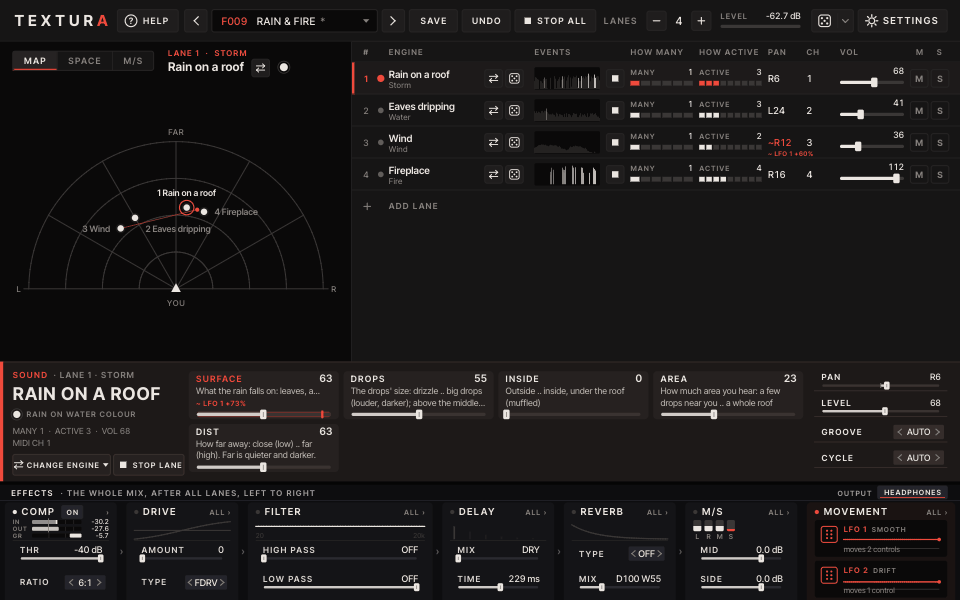 TEXTURA
? HELP
F009 RAIN & FIRE *
SAVE
UNDO
STOP ALL
LANES
4
LEVEL -62.7 dB
SETTINGS
MAP
SPACE
M/S
LANE 1 · STORM
Rain on a roof
FAR
1 Rain on a roof
4 Fireplace
3 Wind
2 Eaves dripping
L
R
YOU
# ENGINE EVENTS HOW MANY HOW ACTIVE PAN CH VOL M S
1 Rain on a roof MANY 1 ACTIVE 3 R6 1 68 M S
Storm
2 Eaves dripping MANY 1 ACTIVE 3 L24 2 41 M S
Water
3 Wind MANY 1 ACTIVE 2 ~R12 3 36 M S
Wind ~ LFO 1 +60%
4 Fireplace MANY 1 ACTIVE 4 R16 4 112 M S
Fire
+ ADD LANE
SOUND · LANE 1 · STORM
RAIN ON A ROOF
RAIN ON WATER COLOUR
MANY 1 · ACTIVE 3 · VOL 68
MIDI CH 1
CHANGE ENGINE
STOP LANE
SURFACE 63
What the rain falls on: leaves, a...
~ LFO 1 +73%
DROPS 55
The drops' size: drizzle .. big drops
(louder, darker); above the middle...
INSIDE 0
Outside .. inside, under the roof
(muffled)
AREA 23
How much area you hear: a few
drops near you .. a whole roof
DIST 63
How far away: close (low) .. far
(high). Far is quieter and darker.
PAN R6
LEVEL 68
GROOVE < AUTO >
CYCLE < AUTO >
EFFECTS · THE WHOLE MIX, AFTER ALL LANES, LEFT TO RIGHT
OUTPUT HEADPHONES
COMP ON ›
IN -30.2
OUT -27.6
GR -5.7
THR -40 dB
RATIO < 6:1 >
DRIVE ALL ›
AMOUNT 0
TYPE < FDRV >
FILTER ALL ›
20 20k
HIGH PASS OFF
LOW PASS OFF
DELAY ALL ›
MIX DRY
TIME 229 ms
REVERB ALL ›
TYPE < OFF >
MIX D100 W55
M/S ALL ›
L R M S
MID 0.0 dB
SIDE 0.0 dB
MOVEMENT ALL ›
LFO 1 SMOOTH
moves 2 controls
LFO 2 DRIFT
moves 1 control